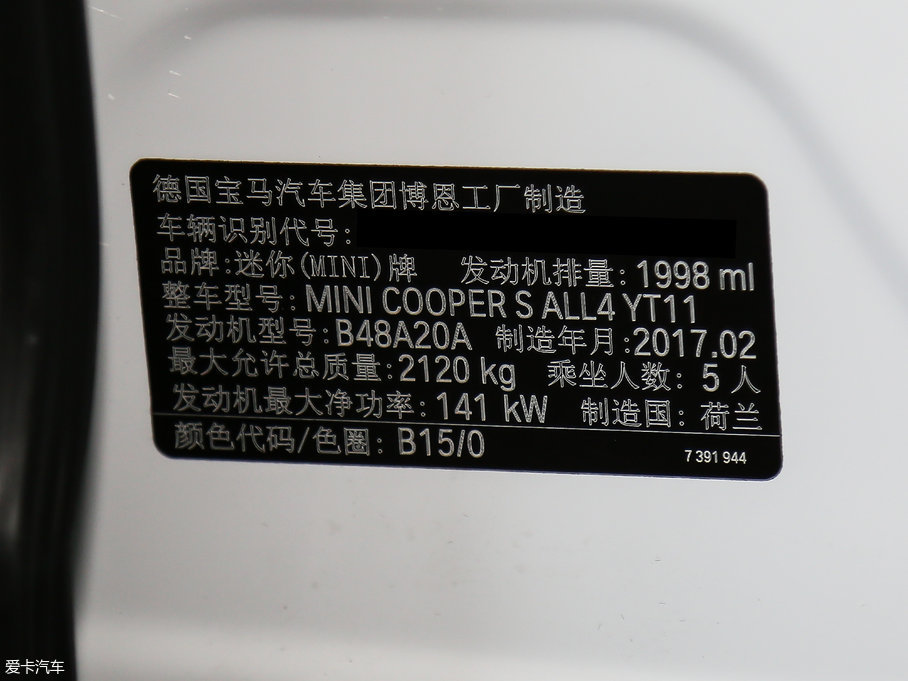 德国宝马汽车集团博恩工厂制造
车辆识别代号:
品牌:迷你(MINI)牌 发动机排量: 1998 ml
整车型号: MINI COOPER S ALL4 YT11
发动机型号: B48A20A 制造年月:2017.02
最大允许总质量: 2120 kg 乘坐人数: 5 人
发动机最大净功率: 141 kW 制造国: 荷兰
颜色代码/色圈: B15/0 7 391 944
爱卡汽车